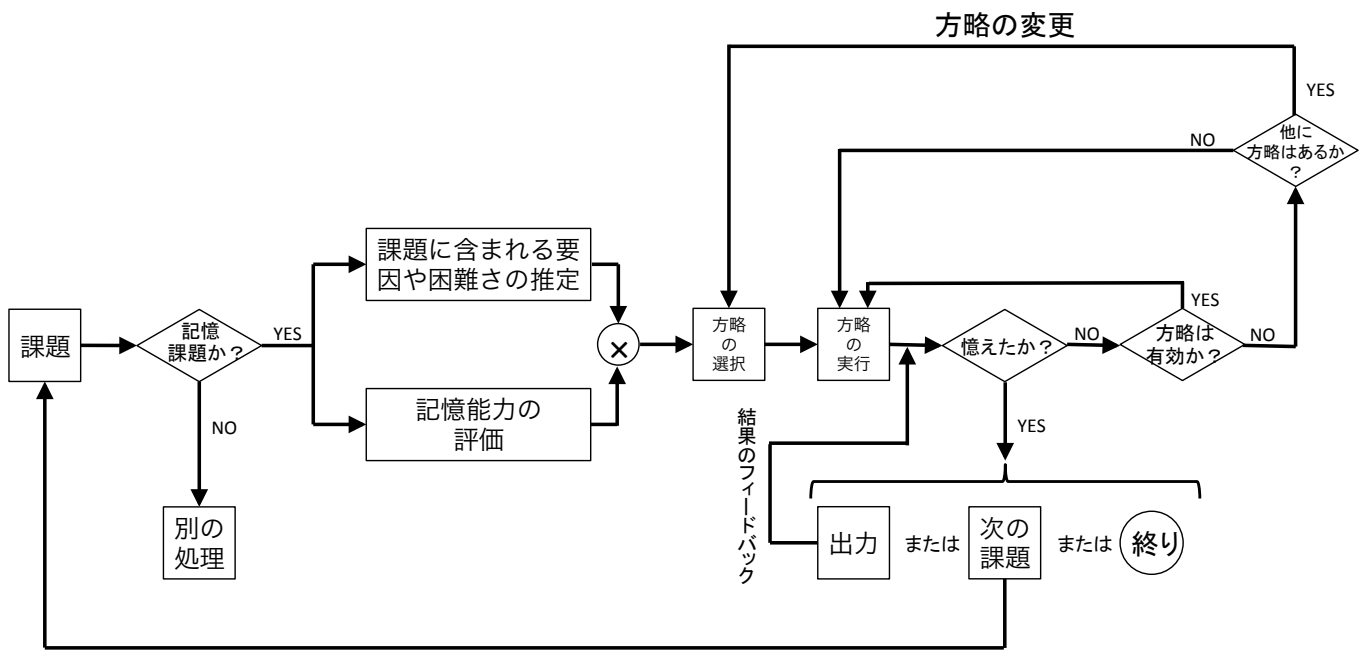 方略の変更
YES
他に
方略はあるか
？
NO
課題に含まれる要
因や困難さの推定
課題
記憶
課題か？
YES
NO
別の
処理
×
記憶能力の
評価
方略
の
選択
方略
の
実行
憶えたか？
NO
方略は
有効か？
YES
NO
YES
結果のフィードバック
出力
または
次の
課題
または
終り